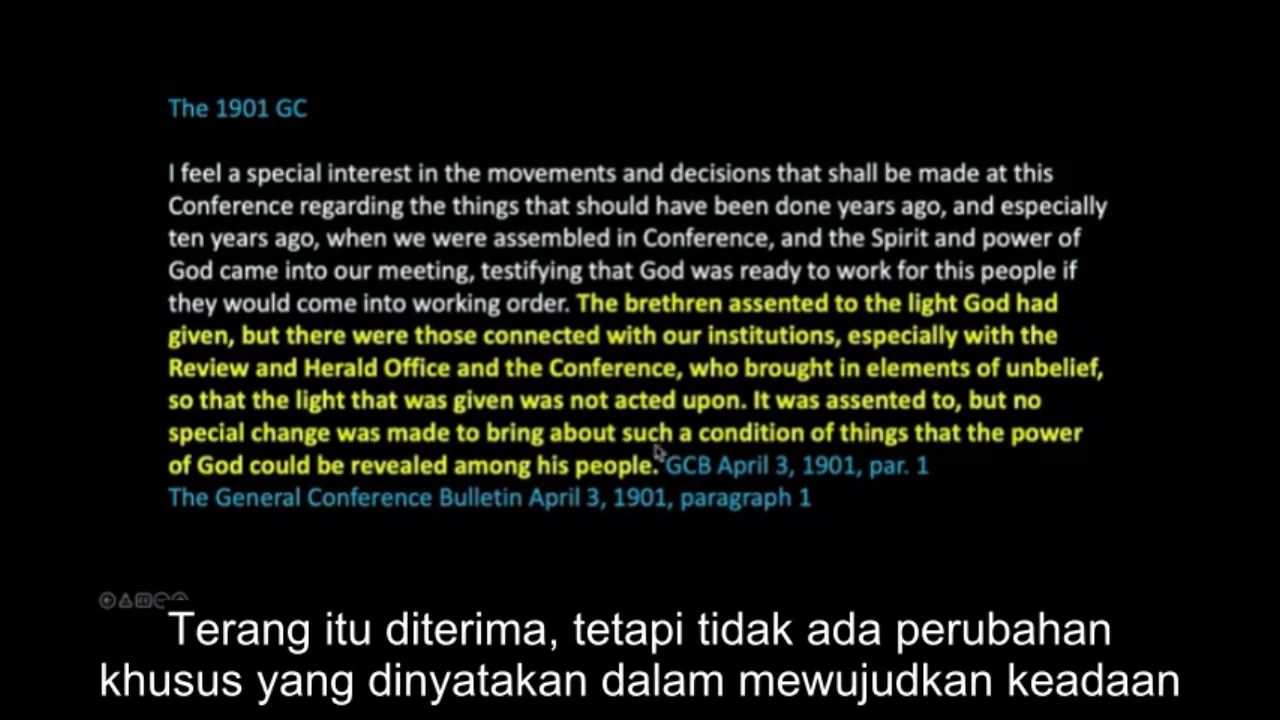 The 1901 GC
I feel a special interest in the movements and decisions that shall be made at this
Conference regarding the things that should have been done years ago, and especially
ten years ago, when we were assembled in Conference, and the Spirit and power of
God came into our meeting, testifying that God was ready to work for this people if
they would come into working order. The brethren assented to the light God had
given, but there were those connected with our institutions, especially with the
Review and Herald Office and the Conference, who brought in elements of unbelief,
so that the light that was given was not acted upon. It was assented to, but no
special change was made to bring about such a condition of things that the power
of God could be revealed among his people. GCB April 3, 1901, par. 1
The General Conference Bulletin April 3, 1901, paragraph 1
Terang itu diterima, tetapi tidak ada perubahan
khusus yang dinyatakan dalam mewujudkan keadaan